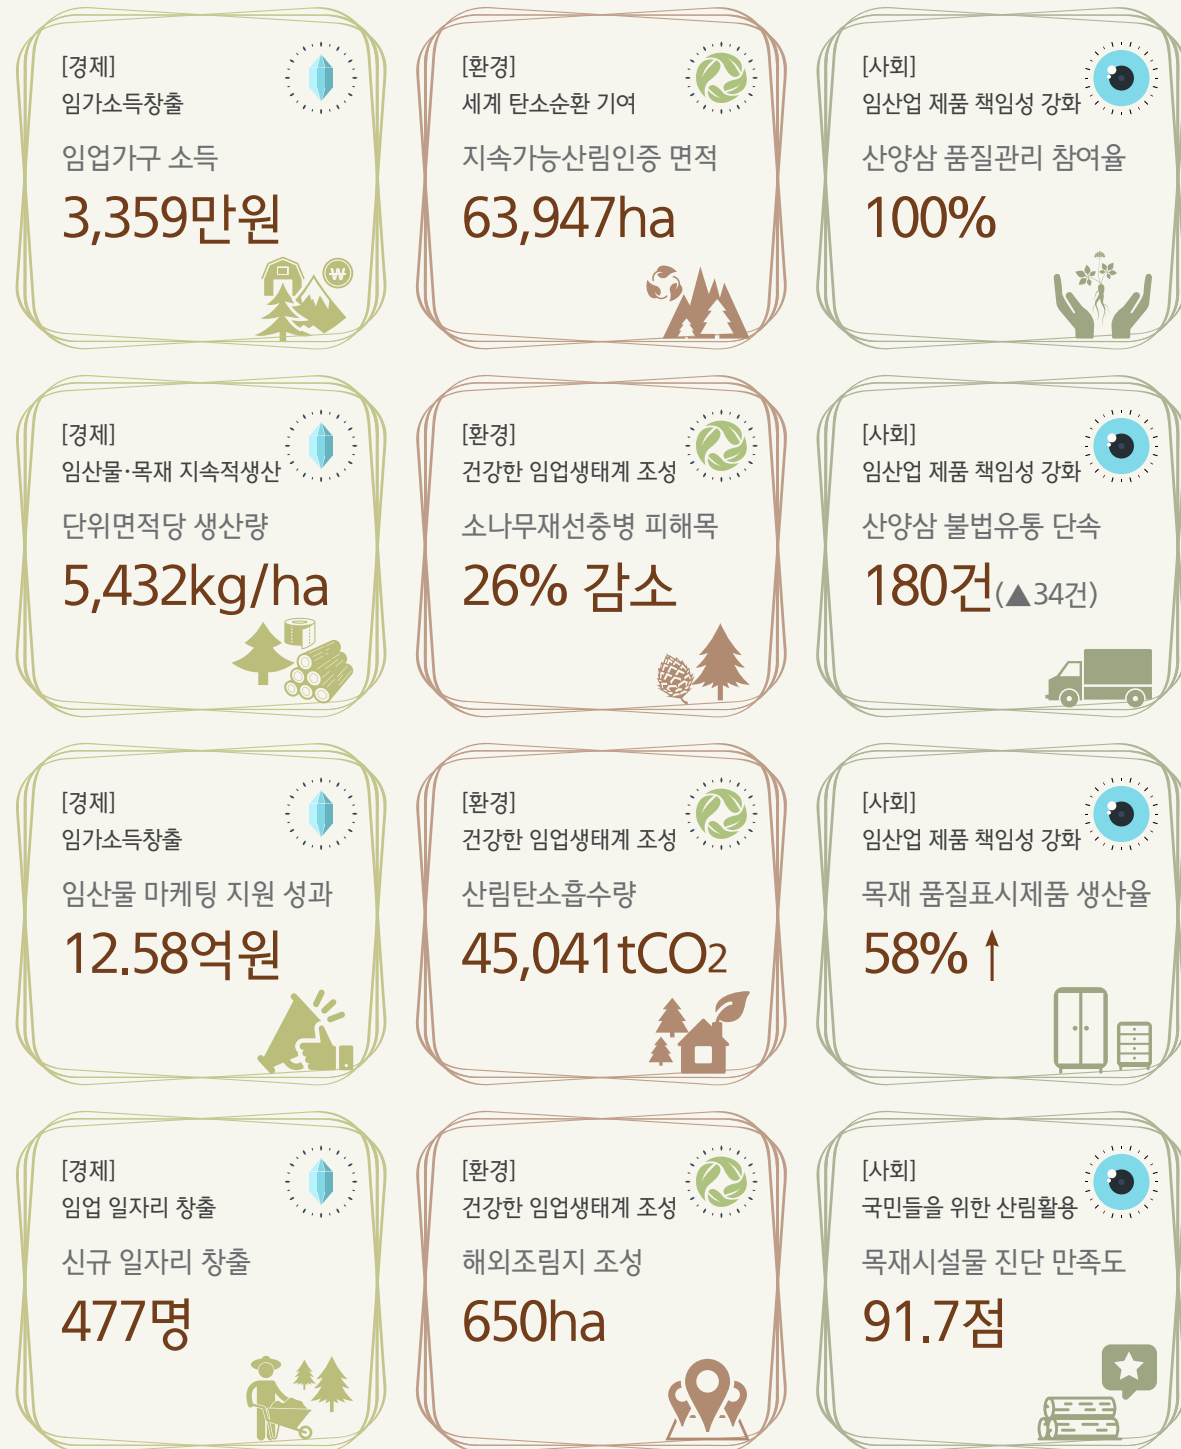 [경제]
임가소득창출
임업가구 소득
3,359만원
₩
[환경]
세계 탄소순환 기여
지속가능산림인증 면적
63,947ha
[사회]
임산업 제품 책임성 강화
산양삼 품질관리 참여율
100%
[경제]
임산물·목재 지속적생산
단위면적당 생산량
5,432kg/ha
[환경]
건강한 임업생태계 조성
소나무재선충병 피해목
26% 감소
[사회]
임산업 제품 책임성 강화
산양삼 불법유통 단속
180건(▲34건)
[경제]
임가소득창출
임산물 마케팅 지원 성과
12.58억원
[환경]
건강한 임업생태계 조성
산림탄소흡수량
45,041tCO2
[사회]
임산업 제품 책임성 강화
목재 품질표시제품 생산율
58% ↑
[경제]
임업 일자리 창출
신규 일자리 창출
477명
[환경]
건강한 임업생태계 조성
해외조림지 조성
650ha
[사회]
국민들을 위한 산림활용
목재시설물 진단 만족도
91.7점